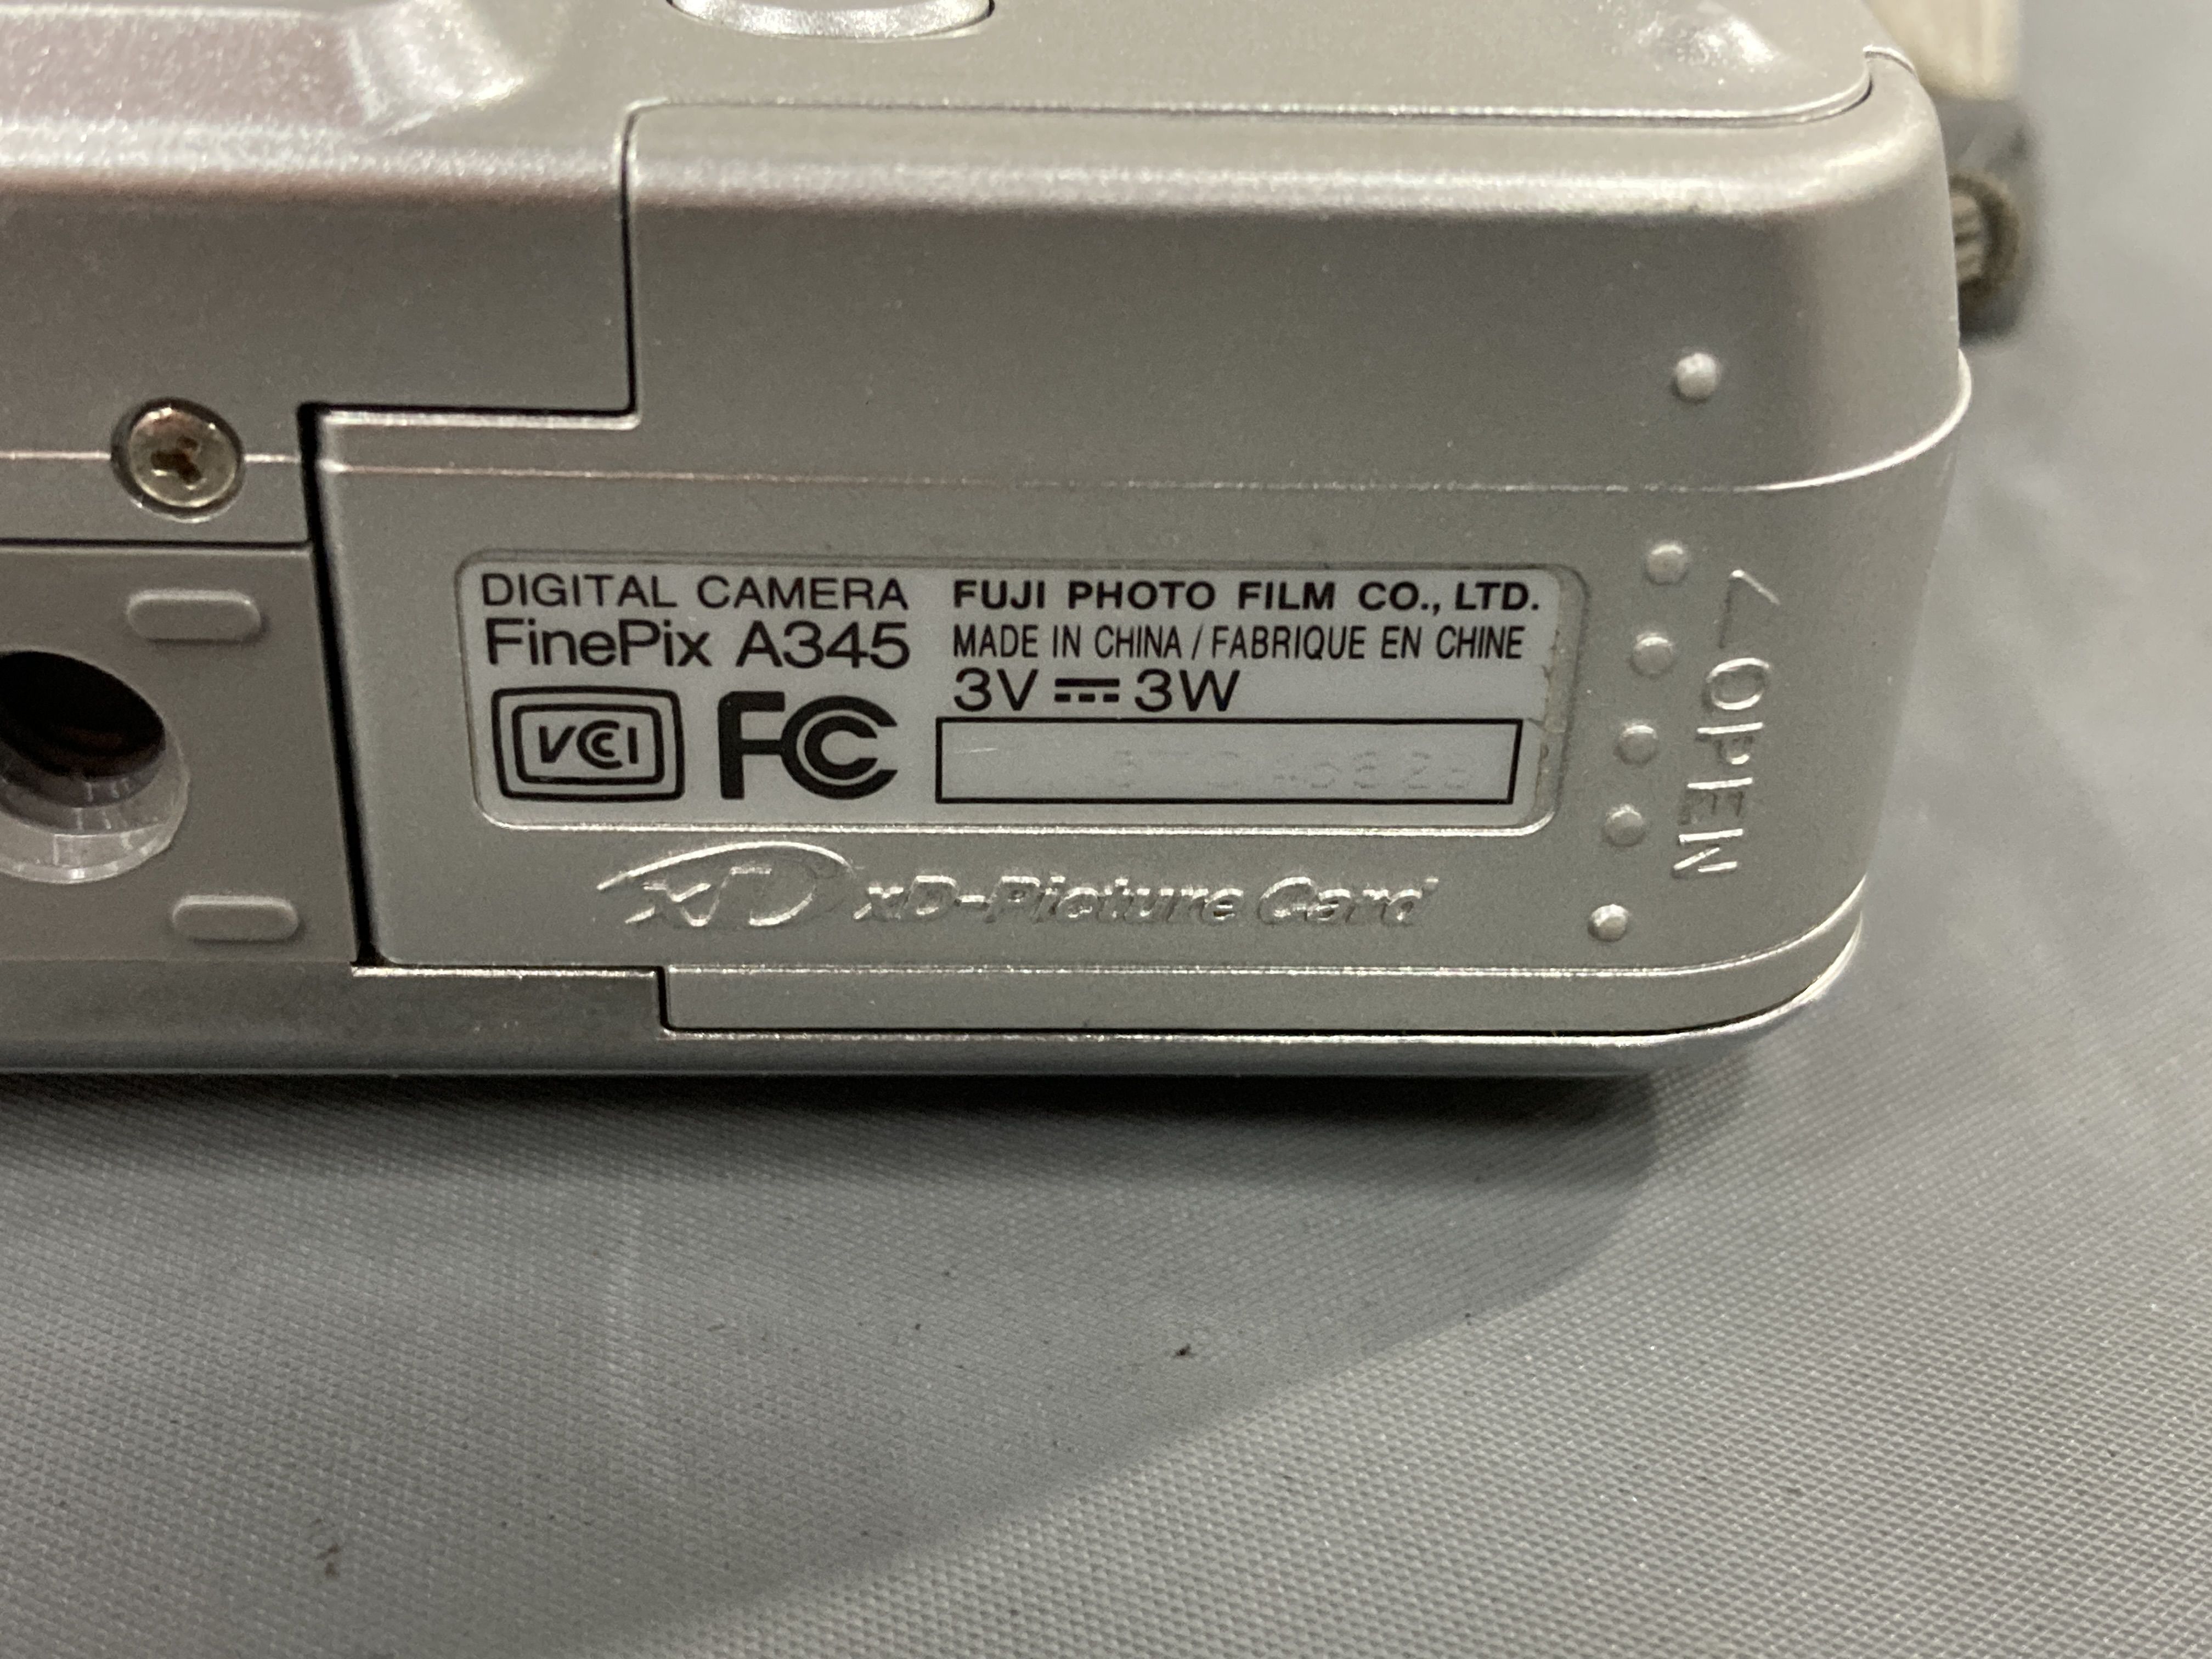 DIGITAL CAMERA
FinePix A345
VCCI FC
FUJI PHOTO FILM CO., LTD.
MADE IN CHINA / FABRIQUE EN CHINE
3V ⎓ 3W
xD xD-Picture Card
OPEN